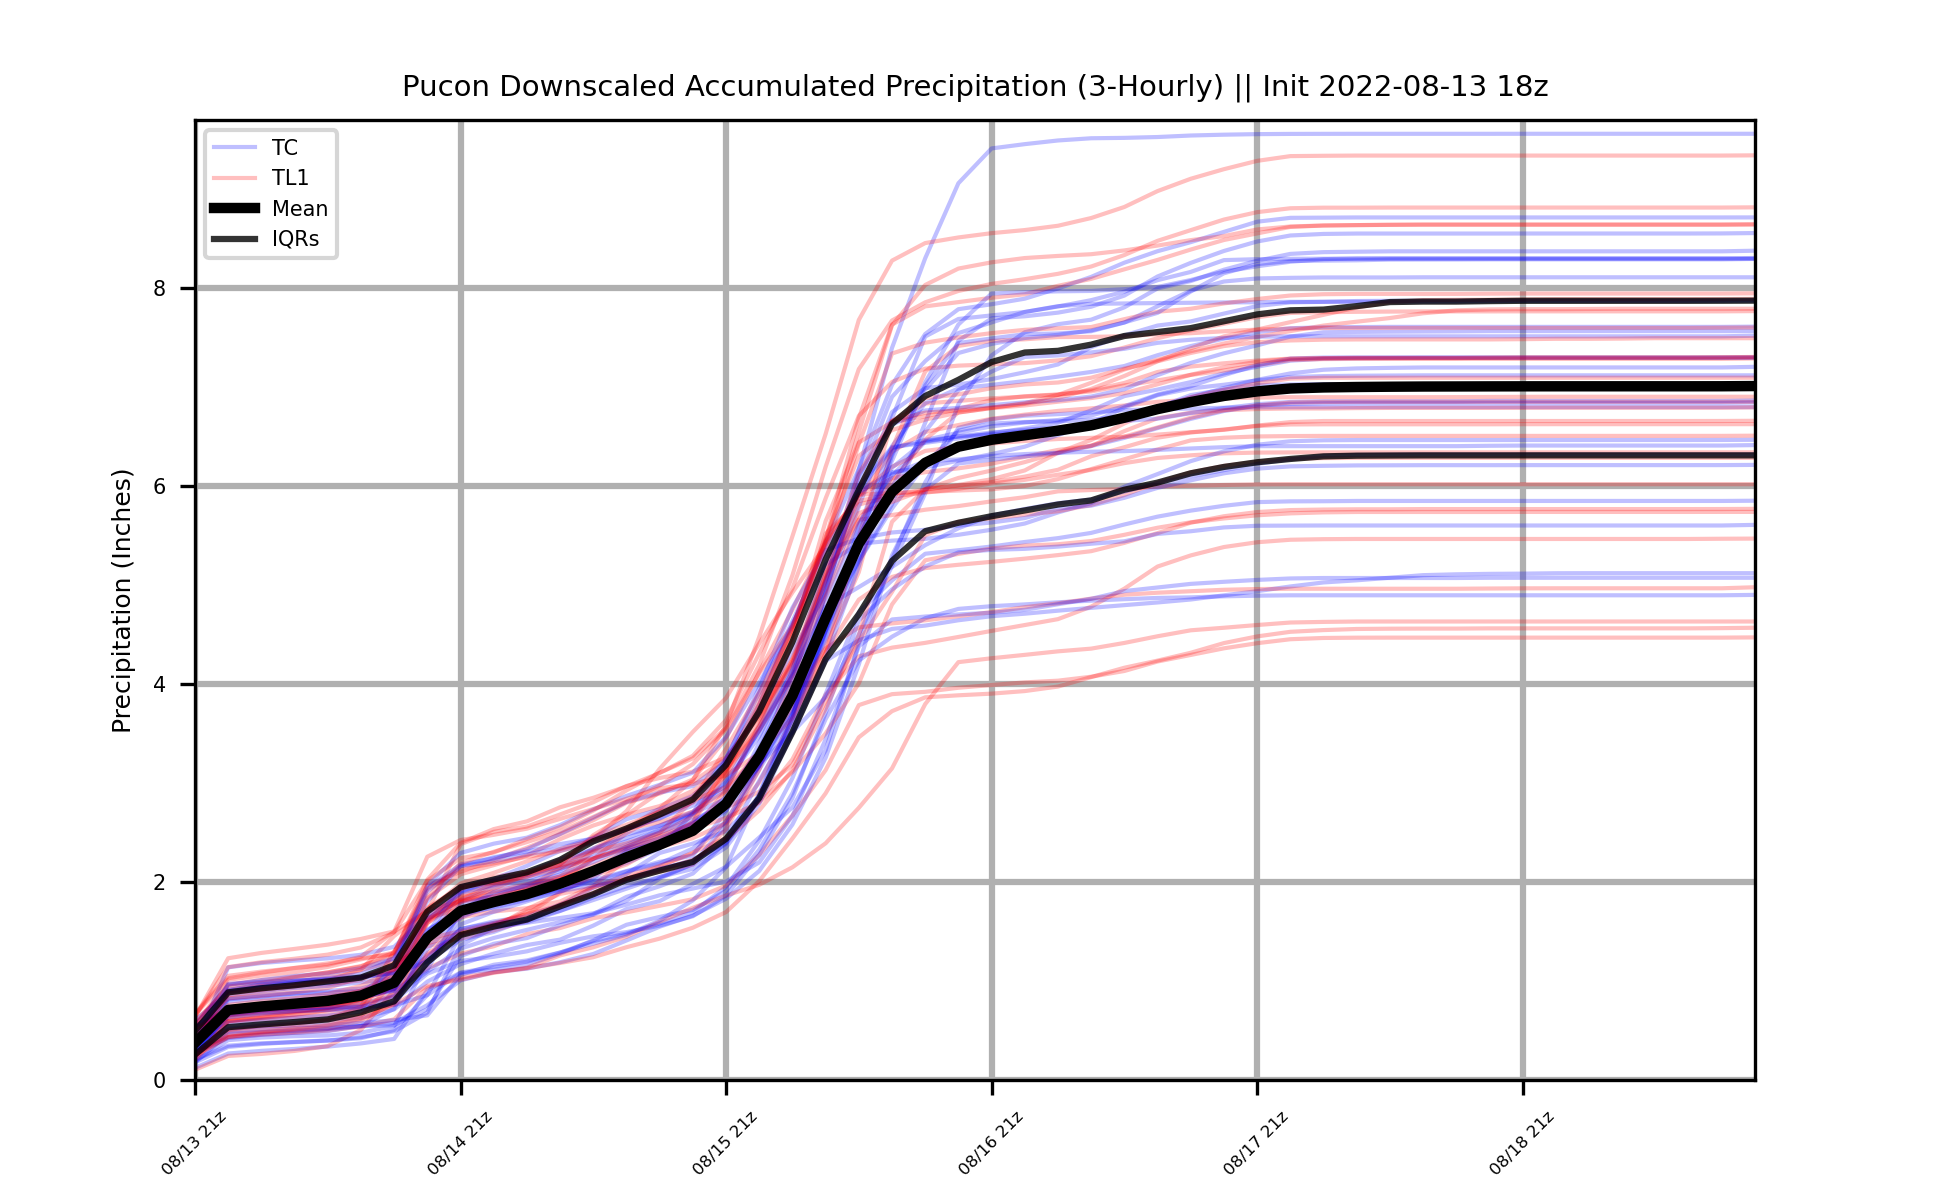 Pucon Downscaled Accumulated Precipitation (3-Hourly) || Init 2022-08-13 18z
TC
TL1
Mean
IQRs
Precipitation (Inches)
8
6
4
2
0
08/13 21z
08/14 21z
08/15 21z
08/16 21z
08/17 21z
08/18 21z